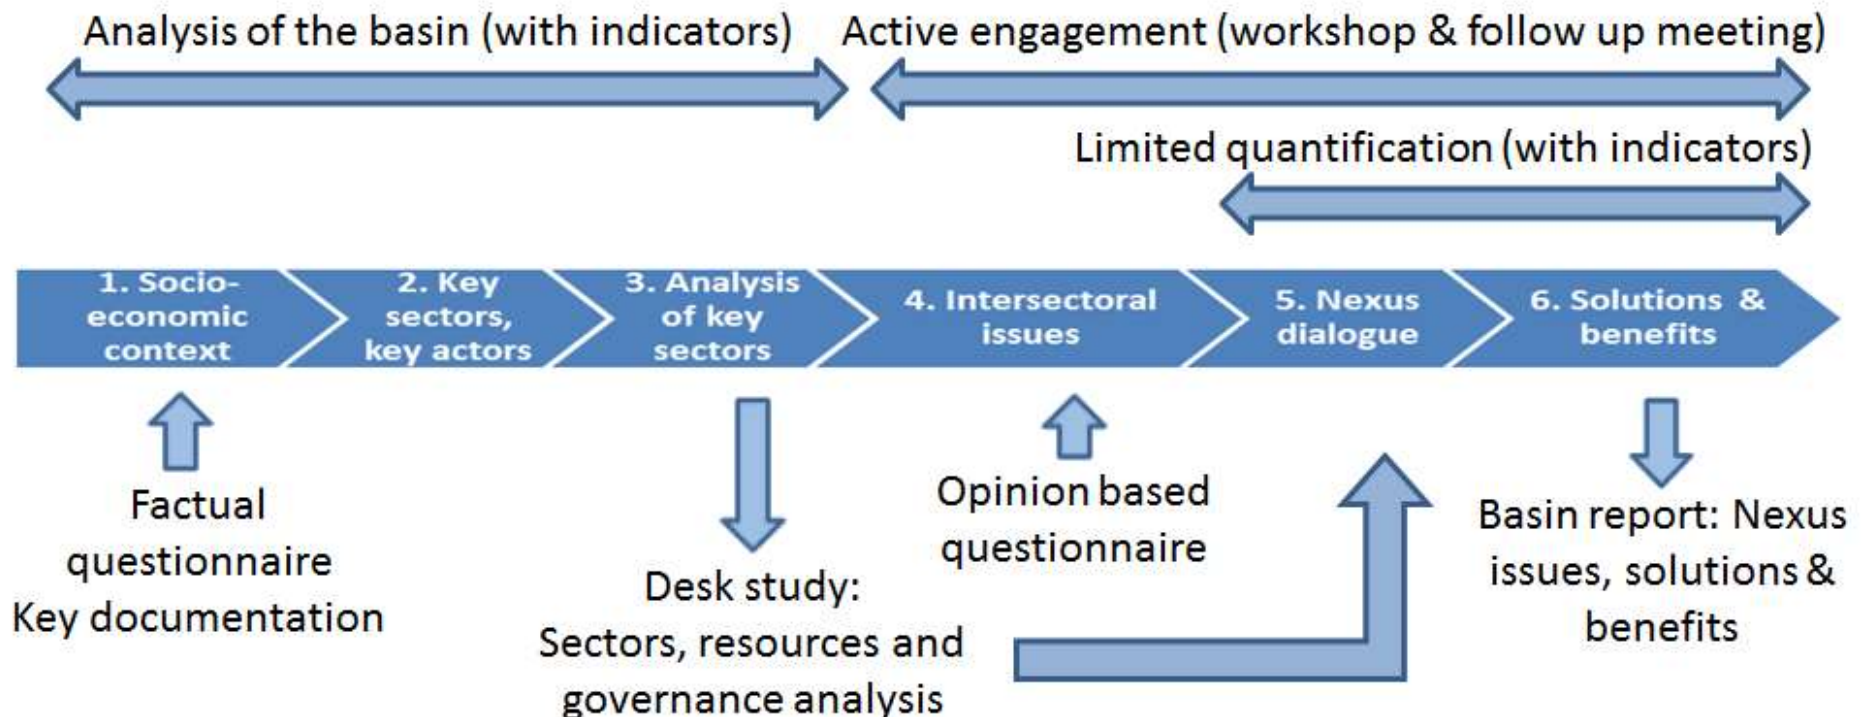 Analysis of the basin (with indicators)
Active engagement (workshop & follow up meeting)
Limited quantification (with indicators)
1. Socio-
economic
context
2. Key
sectors,
key actors
3. Analysis
of key
sectors
4. Intersectoral
issues
5. Nexus
dialogue
6. Solutions &
benefits
Factual
questionnaire
Key documentation
Desk study:
Sectors, resources and
governance analysis
Opinion based
questionnaire
Basin report: Nexus
issues, solutions &
benefits